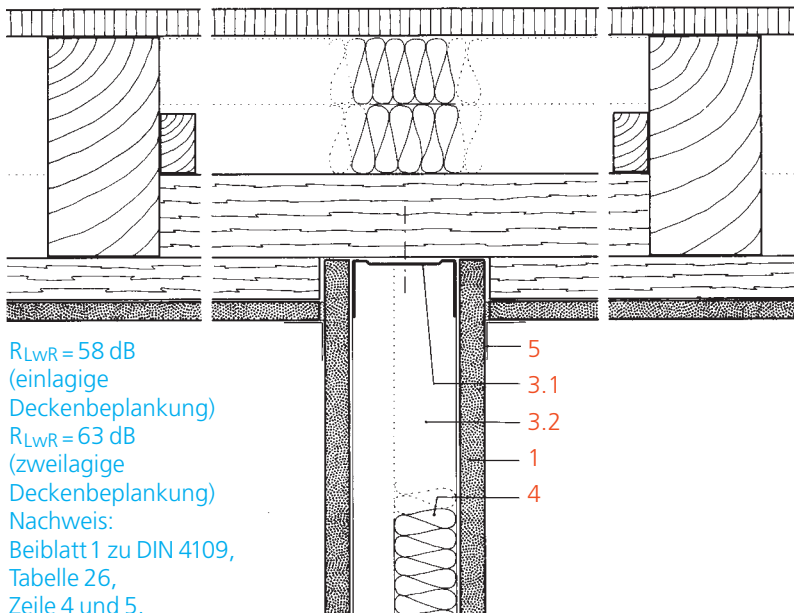 RLwR = 58 dB
(einlagige
Deckenbeplankung)
RLwR = 63 dB
(zweilagige
Deckenbeplankung)
Nachweis:
Beiblatt 1 zu DIN 4109,
Tabelle 26,
Zeile 4 und 5.
5
3.1
3.2
1
4